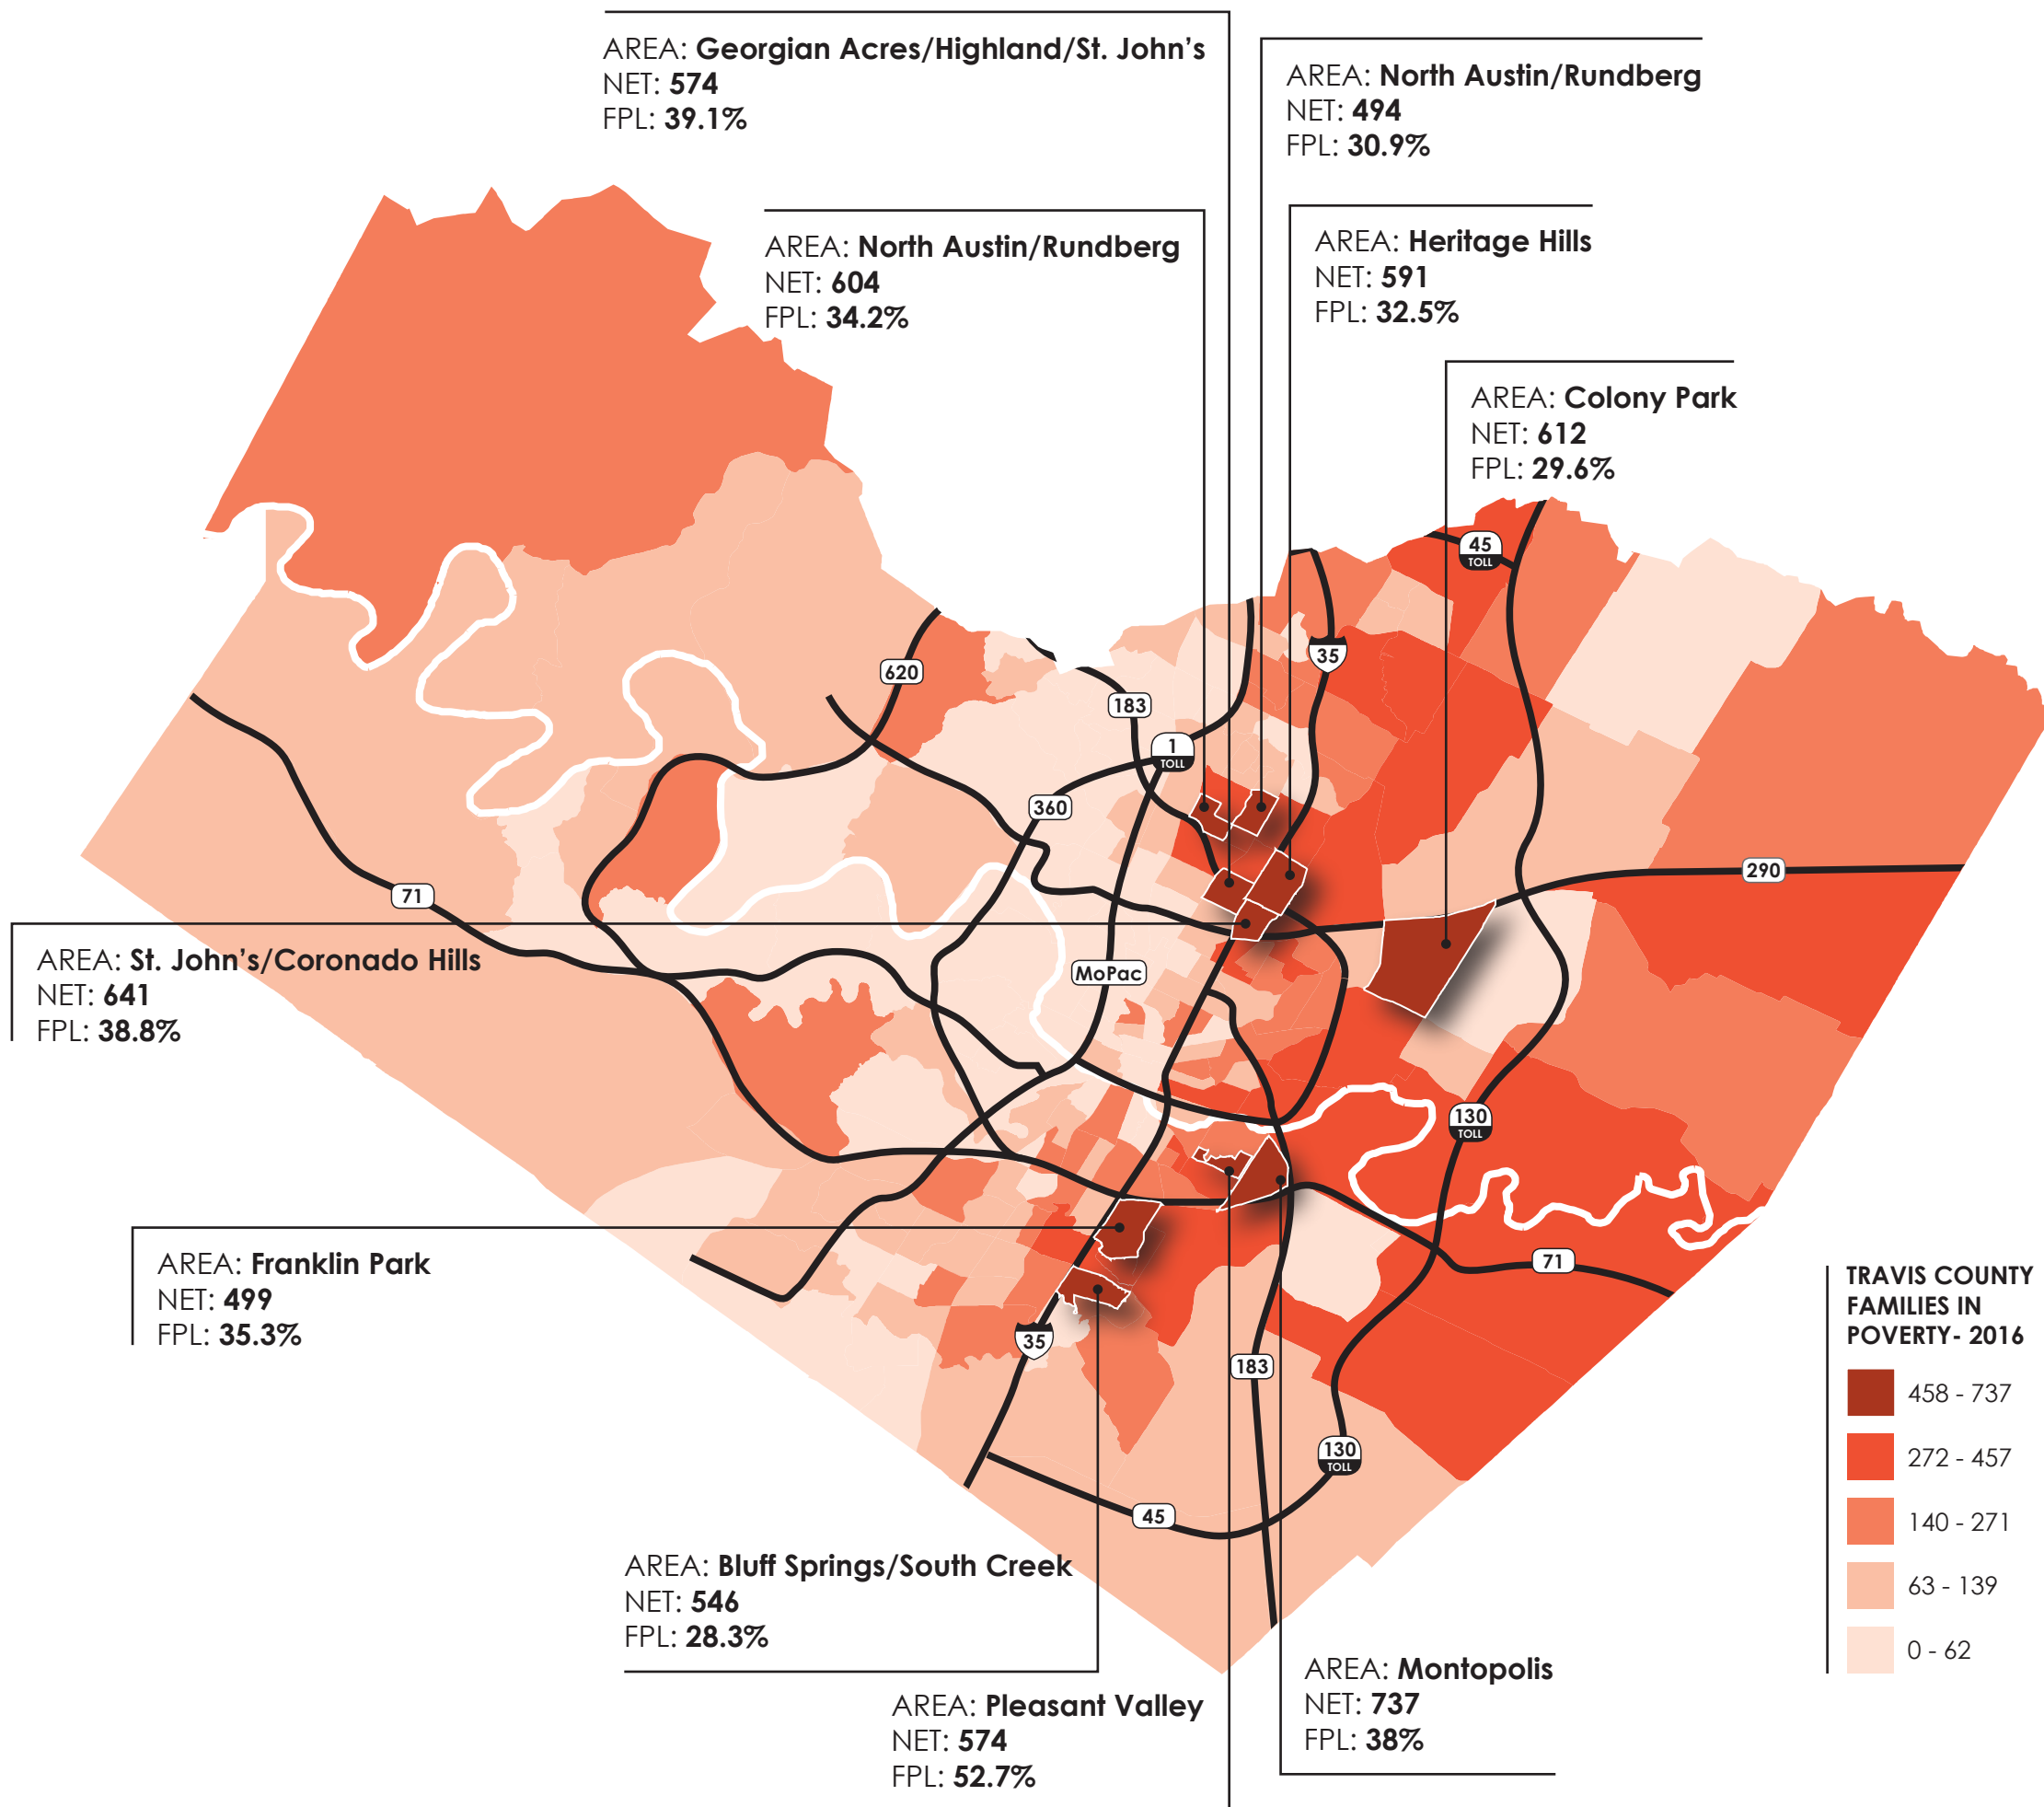 AREA: Georgian Acres/Highland/St. John's
NET: 574
FPL: 39.1%
AREA: North Austin/Rundberg
NET: 494
FPL: 30.9%
AREA: North Austin/Rundberg
NET: 604
FPL: 34.2%
AREA: Heritage Hills
NET: 591
FPL: 32.5%
AREA: Colony Park
NET: 612
FPL: 29.6%
45
TOLL
35
620
183
1
TOLL
360
290
71
AREA: St. John's/Coronado Hills
NET: 641
FPL: 38.8%
MoPac
130
TOLL
71
AREA: Franklin Park
NET: 499
FPL: 35.3%
35
183
130
TOLL
45
TRAVIS COUNTY
FAMILIES IN
POVERTY- 2016
458 - 737
272 - 457
140 - 271
63 - 139
0 - 62
AREA: Bluff Springs/South Creek
NET: 546
FPL: 28.3%
AREA: Montopolis
NET: 737
FPL: 38%
AREA: Pleasant Valley
NET: 574
FPL: 52.7%